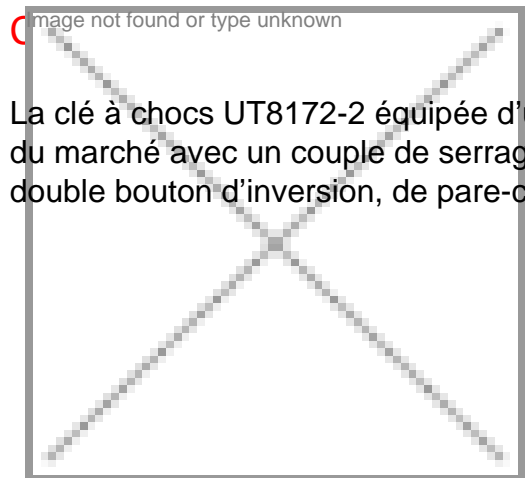 C
Image not found or type unknown
La clé à chocs UT8172-2 équipée d'u
du marché avec un couple de serrag
double bouton d'inversion, de pare-c